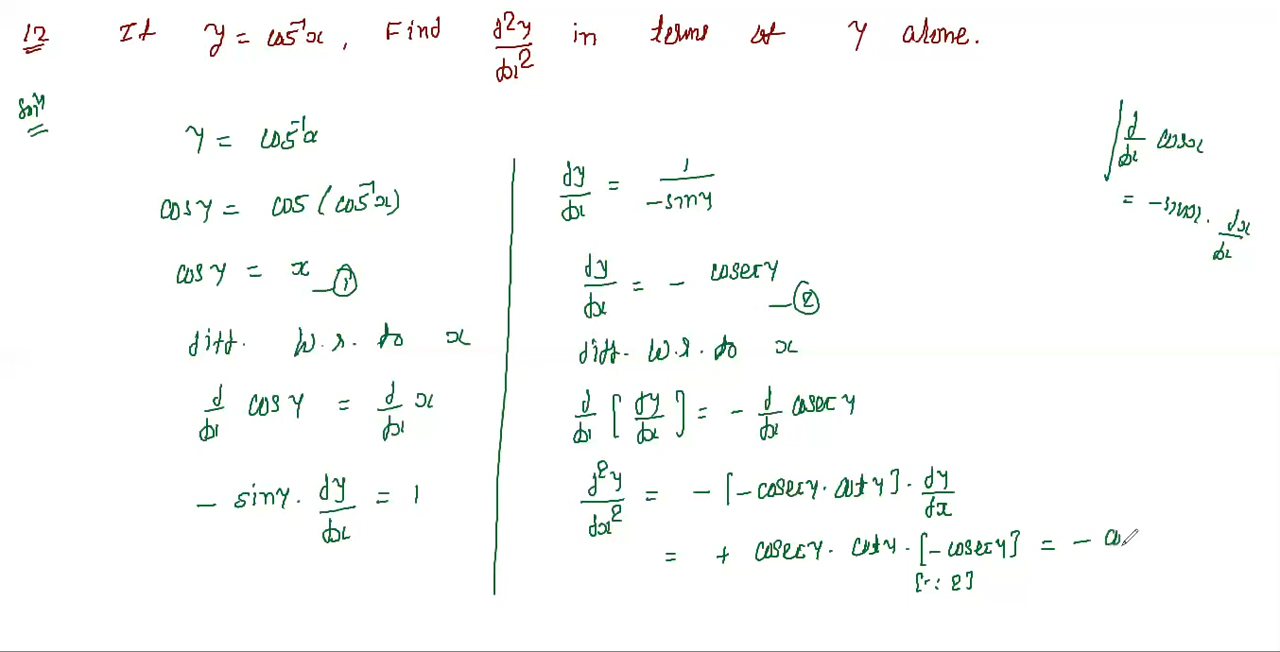 12 If y = cos⁻¹x, Find d²y/dx² in terms of y alone.
Solⁿ
y = cos⁻¹x
cos y = cos (cos⁻¹x)
cos y = x —①
diff. w.r.to x
d/dx cos y = d/dx x
- sin y · dy/dx = 1
dy/dx = 1/-sin y
dy/dx = - cosec y —②
diff. w.r.to x
d/dx [dy/dx] = - d/dx cosec y
d²y/dx² = - [-cosec y · cot y] · dy/dx
= + cosec y · cot y · [-cosec y] = - co
[∵ 2]
∫ d/dx cos x
= -sin x · dx/dx